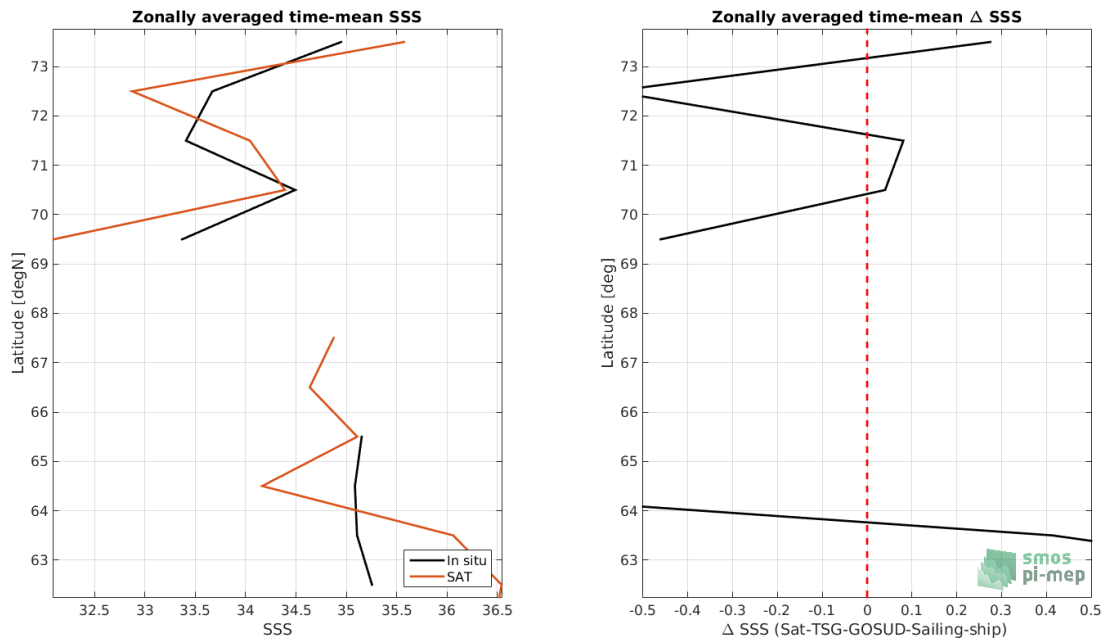 Zonally averaged time-mean SSS
73
72
71
70
69
68
67
66
65
64
63
Latitude [degN]
32.5 33 33.5 34 34.5 35 35.5 36 36.5
SSS
In situ
SAT
Zonally averaged time-mean Δ SSS
73
72
71
70
69
68
67
66
65
64
63
Latitude [deg]
-0.5 -0.4 -0.3 -0.2 -0.1 0 0.1 0.2 0.3 0.4 0.5
Δ SSS (Sat-TSG-GOSUD-Sailing-ship)
smos
pi-mep